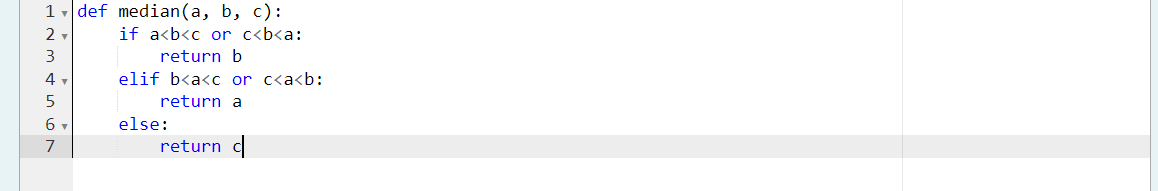 1 def median(a, b, c):
2     if a<b<c or c<b<a:
3         return b
4     elif b<a<c or c<a<b:
5         return a
6     else:
7         return c